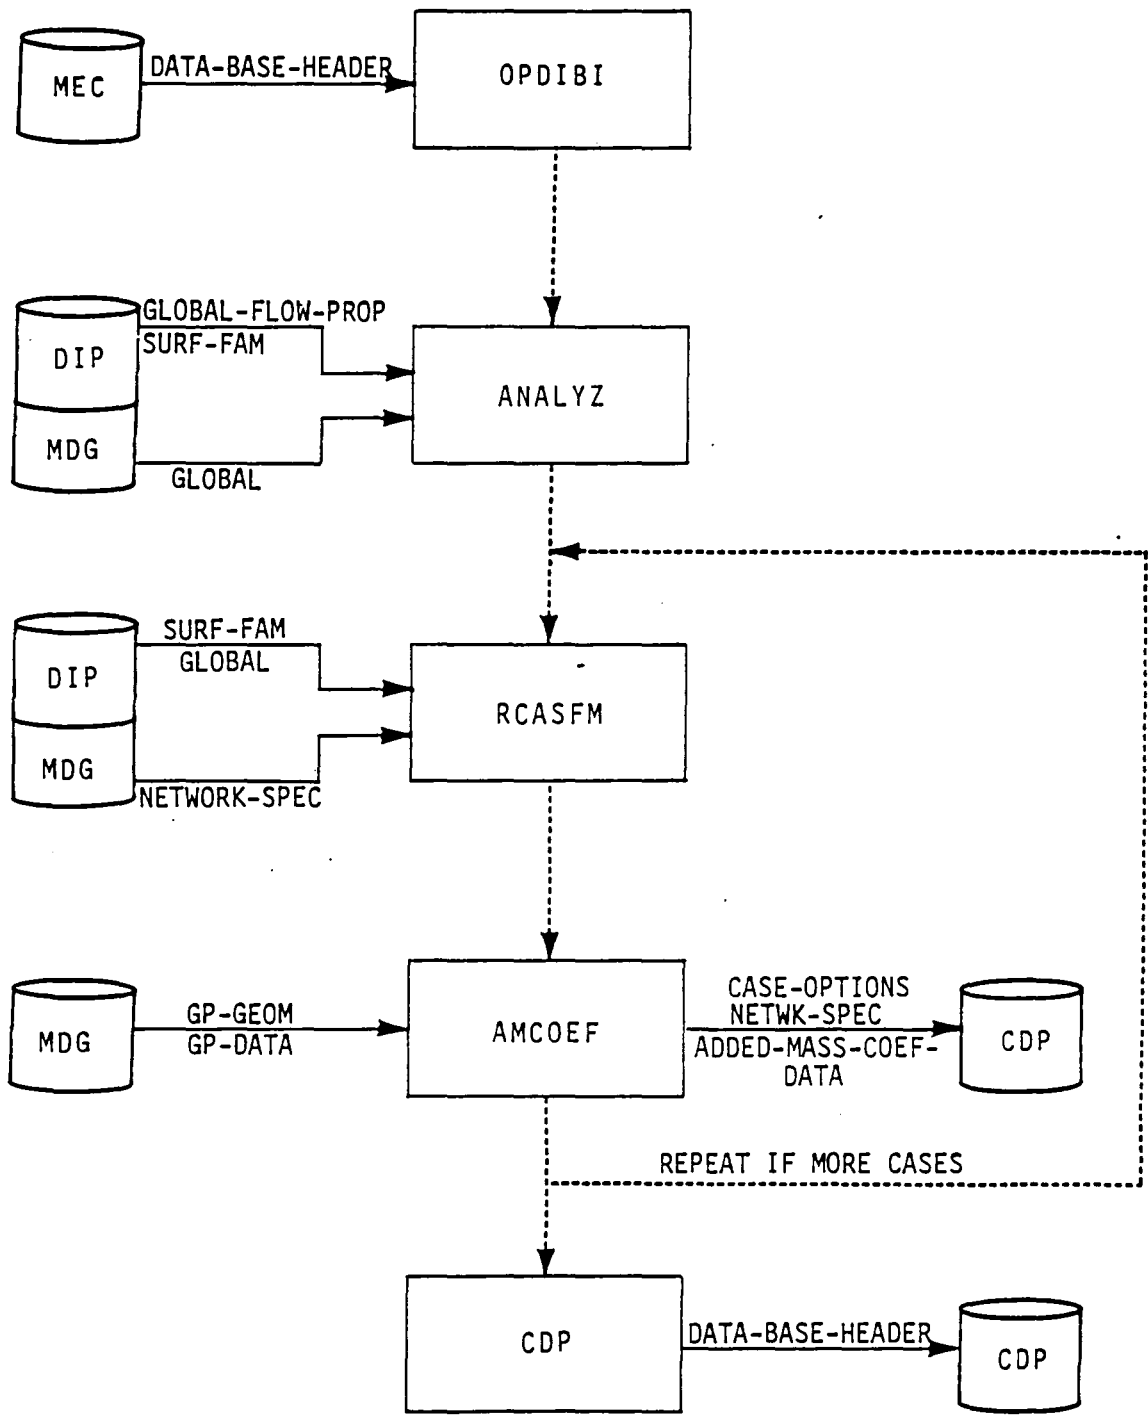 MEC
DATA-BASE-HEADER
OPDIBI
GLOBAL-FLOW-PROP
SURF-FAM
DIP
MDG
GLOBAL
ANALYZ
SURF-FAM
GLOBAL
DIP
MDG
NETWORK-SPEC
RCASFM
MDG
GP-GEOM
GP-DATA
AMCOEF
CASE-OPTIONS
NETWK-SPEC
ADDED-MASS-COEF-
DATA
CDP
REPEAT IF MORE CASES
CDP
DATA-BASE-HEADER
CDP